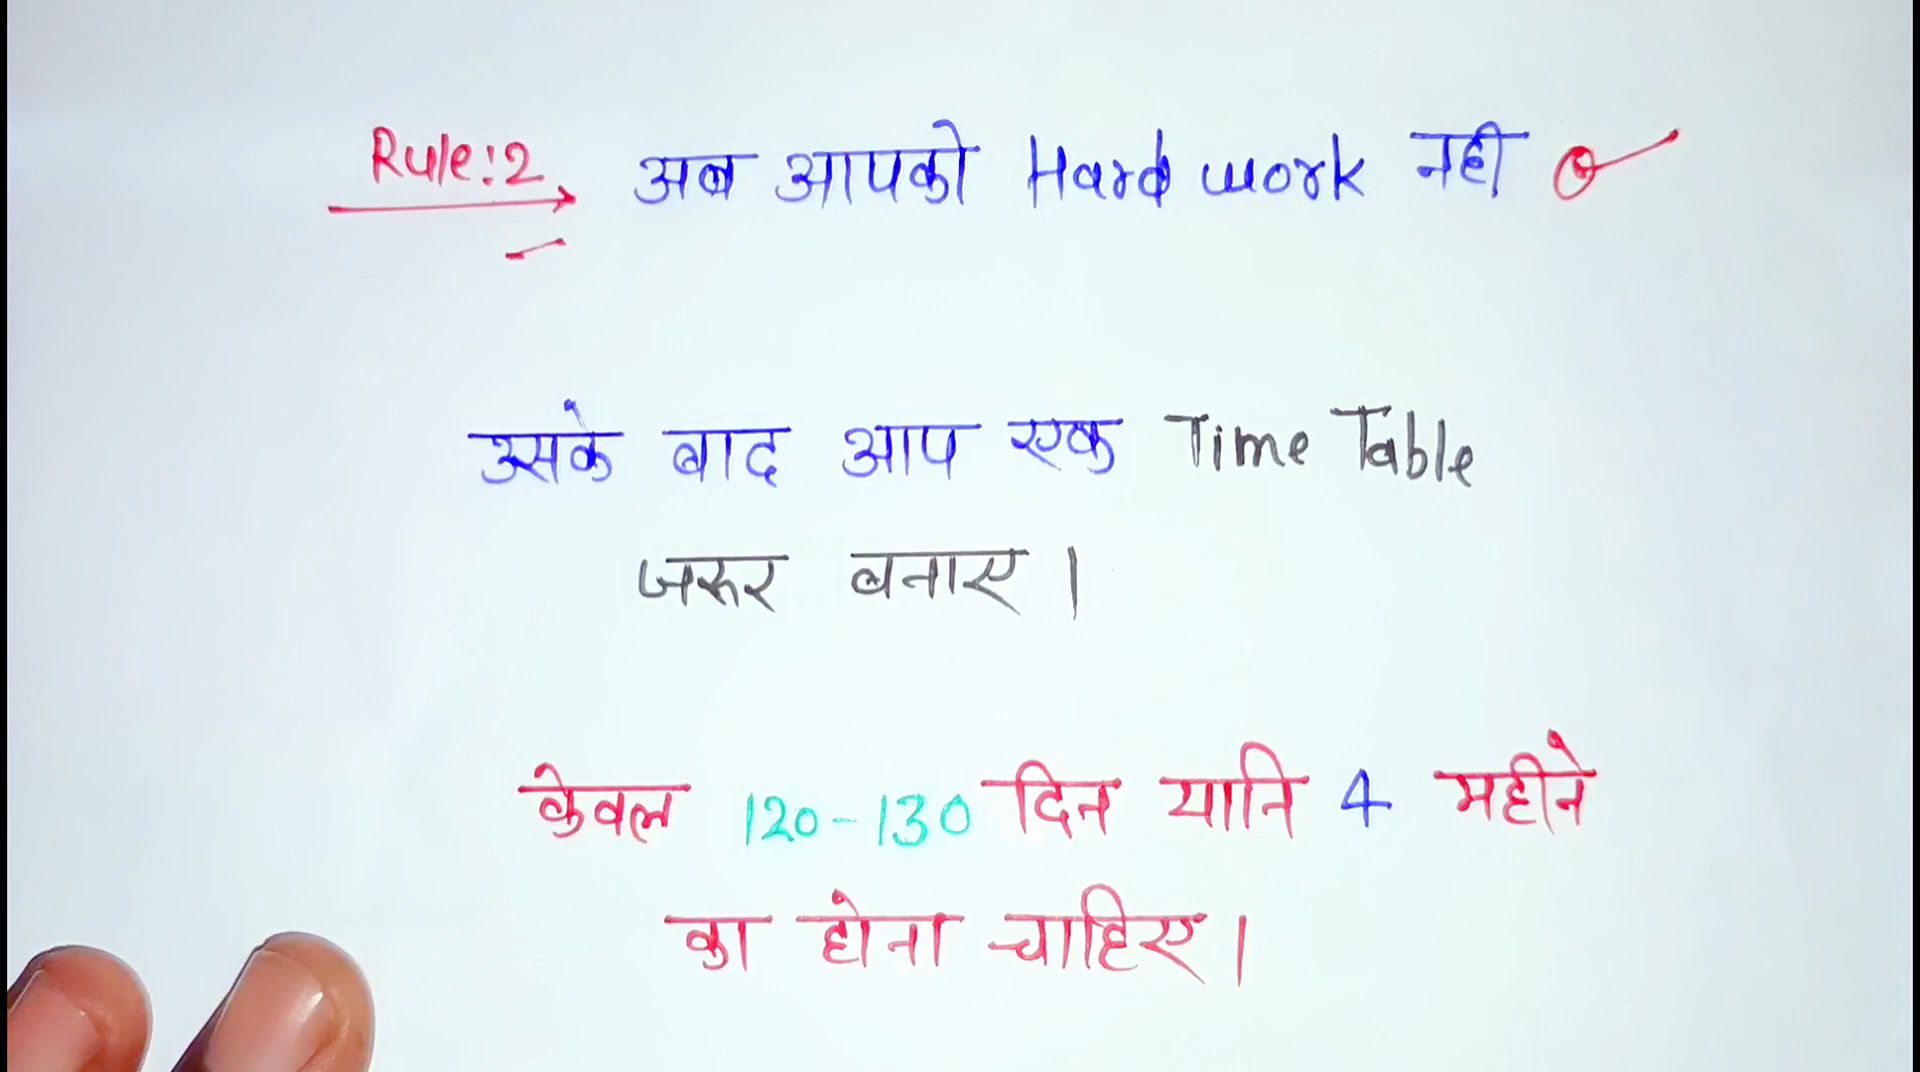 Rule:2 अब आपको Hard work नही
उसके बाद आप एक Time Table
जरुर बनाए।
केवल 120-130 दिन यानि 4 महीने
का होना चाहिए।